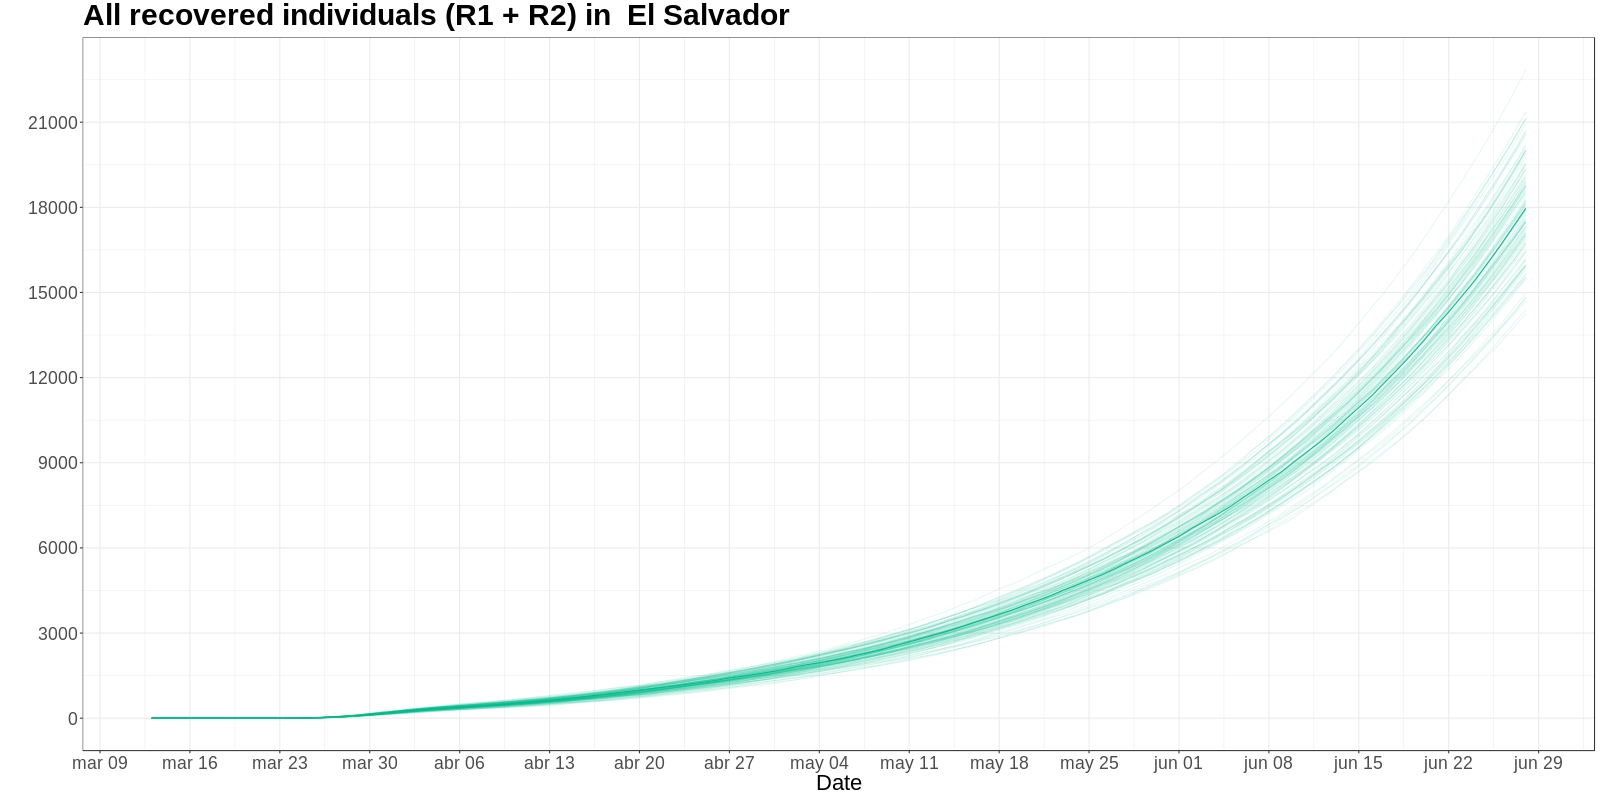 All recovered individuals (R1 + R2) in  El Salvador
21000
18000
15000
12000
9000
6000
3000
0
mar 09 mar 16 mar 23 mar 30 abr 06 abr 13 abr 20 abr 27 may 04 may 11 may 18 may 25 jun 01 jun 08 jun 15 jun 22 jun 29
Date